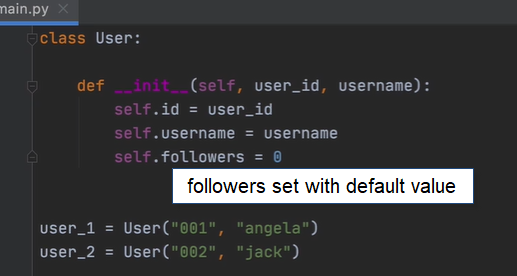 main.py
class User:
def __init__(self, user_id, username):
self.id = user_id
self.username = username
self.followers = 0
followers set with default value
user_1 = User("001", "angela")
user_2 = User("002", "jack")